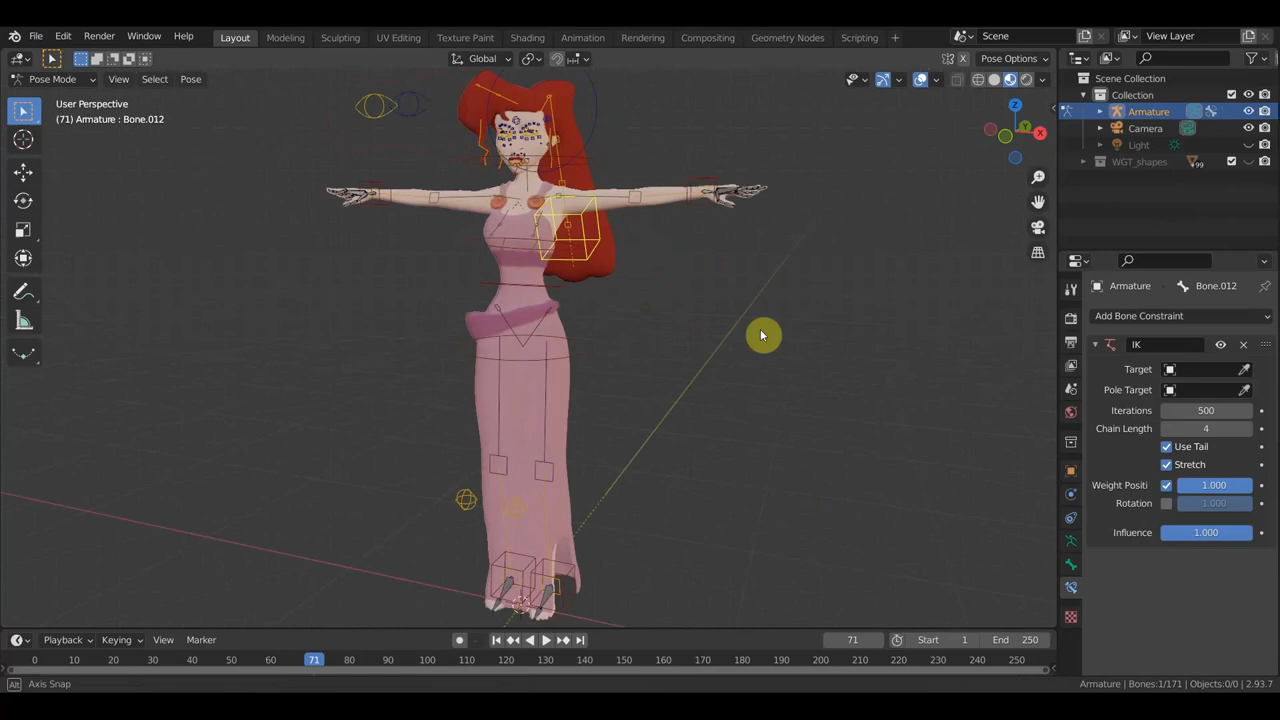 File Edit Render Window Help Layout Modeling Sculpting UV Editing Texture Paint Shading Animation Rendering Compositing Geometry Nodes Scripting + Scene View Layer
Global Pose Options
Pose Mode View Select Pose
User Perspective
(71) Armature : Bone.012
Z
Y
X
Scene Collection
Collection
Armature
Camera
Light
WGT_shapes 99
Armature Bone.012
Add Bone Constraint
IK
Target
Pole Target
Iterations 500
Chain Length 4
Use Tail
Stretch
Weight Positi 1.000
Rotation 1.000
Influence 1.000
Playback Keying View Marker 71 Start 1 End 250
0 10 20 30 40 50 60 71 80 90 100 110 120 130 140 150 160 170 180 190 200 210 220 230 240 250
Alt Axis Snap Armature | Bones:1/171 | Objects:0/0 | 2.93.7